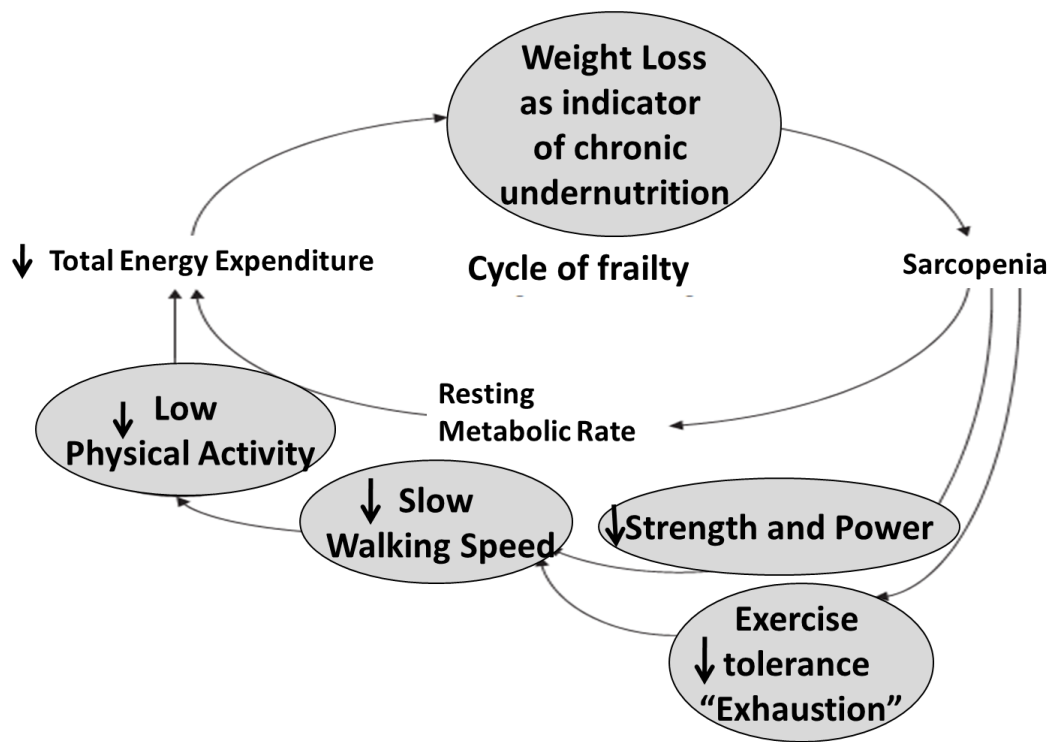 Weight Loss
as indicator
of chronic
undernutrition
↓ Total Energy Expenditure
Cycle of frailty
Sarcopenia
Resting
Metabolic Rate
↓ Low
Physical Activity
↓ Slow
Walking Speed
↓ Strength and Power
Exercise
↓ tolerance
“Exhaustion”